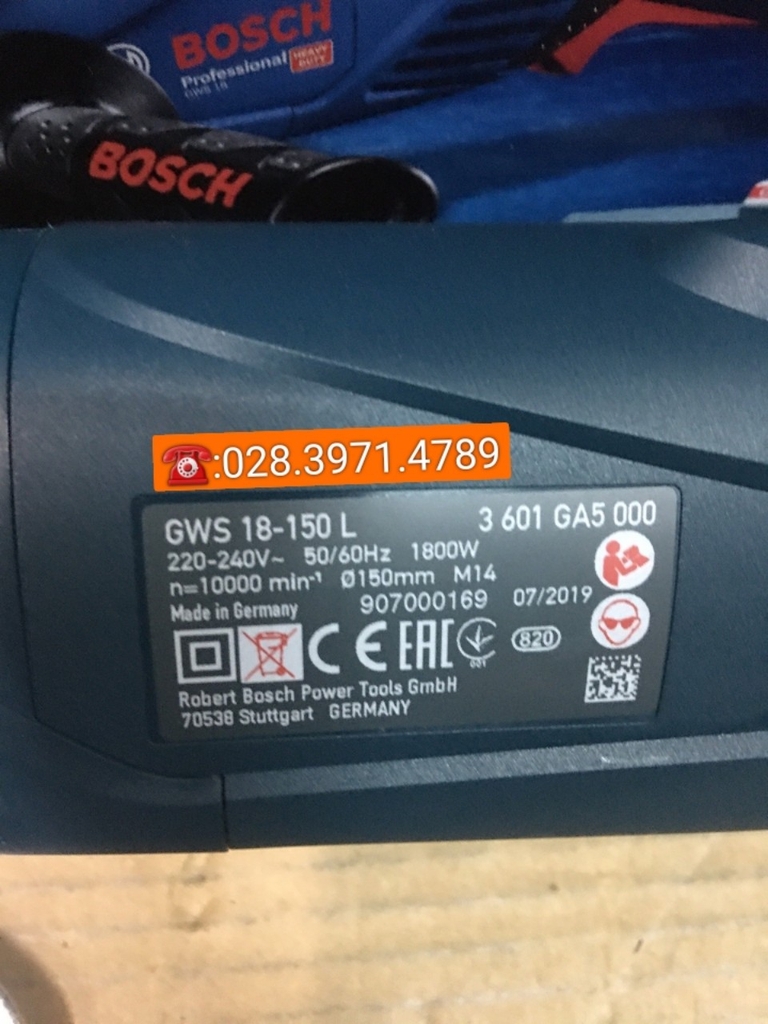 BOSCH
Professional HEAVY DUTY
GWS 18
BOSCH
☎:028.3971.4789
GWS 18-150 L 3 601 GA5 000
220-240V~ 50/60Hz 1800W
n=10000 min⁻¹ Ø150mm M14
Made in Germany 907000169 07/2019
CE EAC 001 820
Robert Bosch Power Tools GmbH
70538 Stuttgart GERMANY